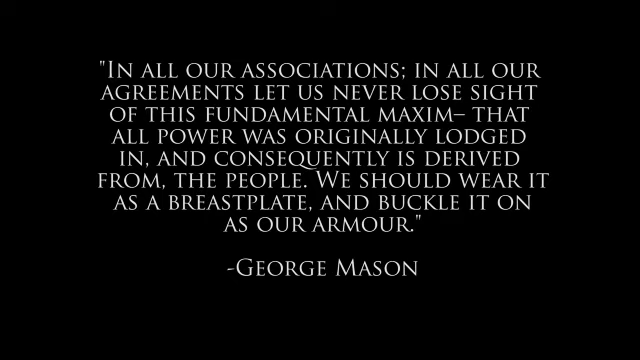 "In all our associations; in all our
agreements let us never lose sight
of this fundamental maxim– that
all power was originally lodged
in, and consequently is derived
from, the people. We should wear it
as a breastplate, and buckle it on
as our armour."
-George Mason